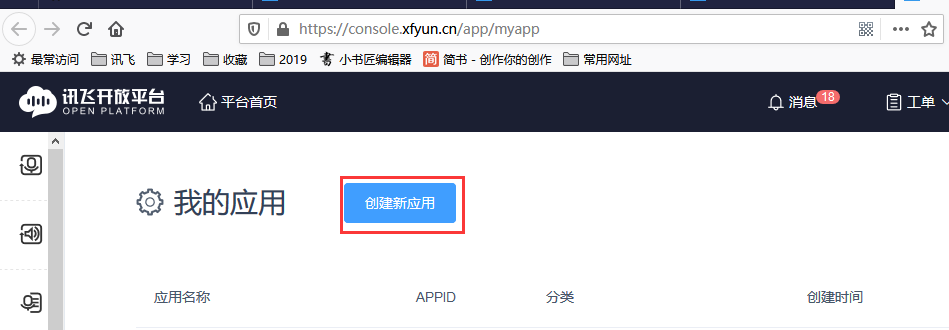 https://console.xfyun.cn/app/myapp
最常访问 讯飞 学习 收藏 2019 小书匠编辑器 简 简书 - 创作你的创作 常用网址
讯飞开放平台
OPEN PLATFORM
平台首页 消息 18 工单
我的应用 创建新应用
应用名称 APPID 分类 创建时间